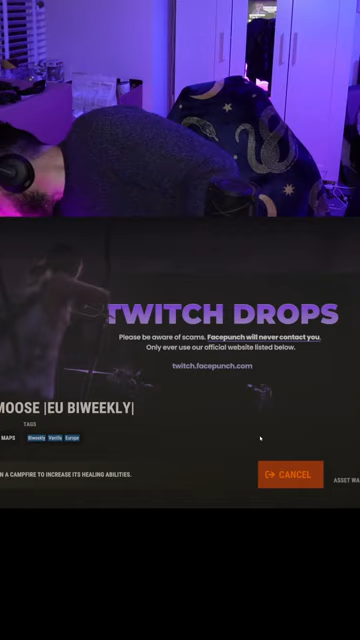 TWITCH DROPS
Please be aware of scams. Facepunch will never contact you.
Only ever use our official website listed below.
twitch.facepunch.com
MOOSE |EU BIWEEKLY|
TAGS
MAPS
Biweekly Vanilla Europe
N A CAMPFIRE TO INCREASE ITS HEALING ABILITIES.
CANCEL
ASSET WA